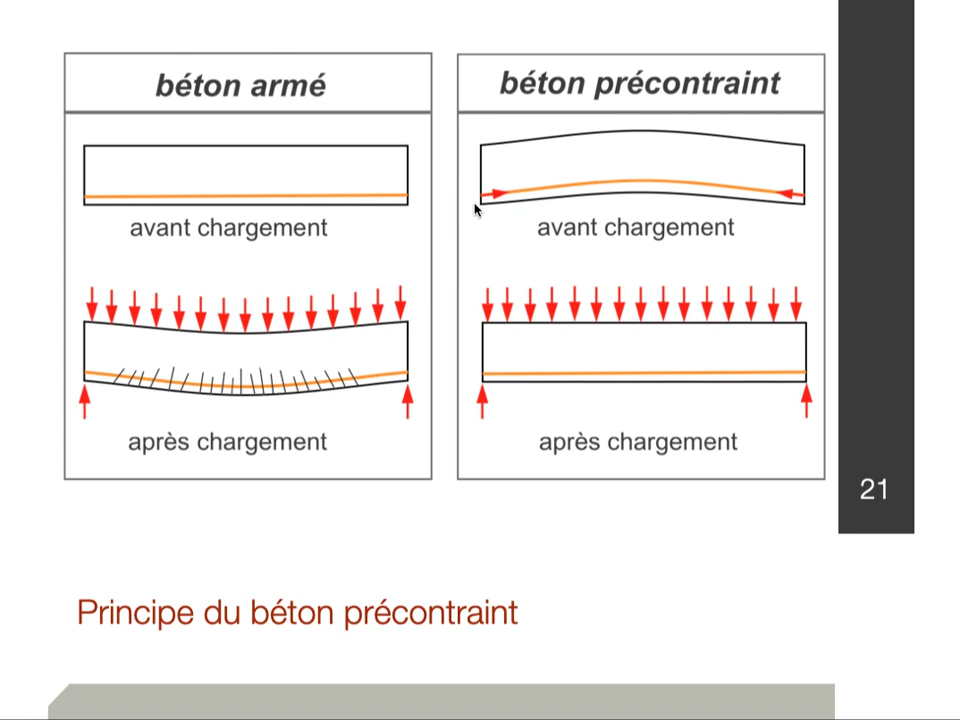 béton armé
avant chargement
après chargement
béton précontraint
avant chargement
après chargement
21
Principe du béton précontraint